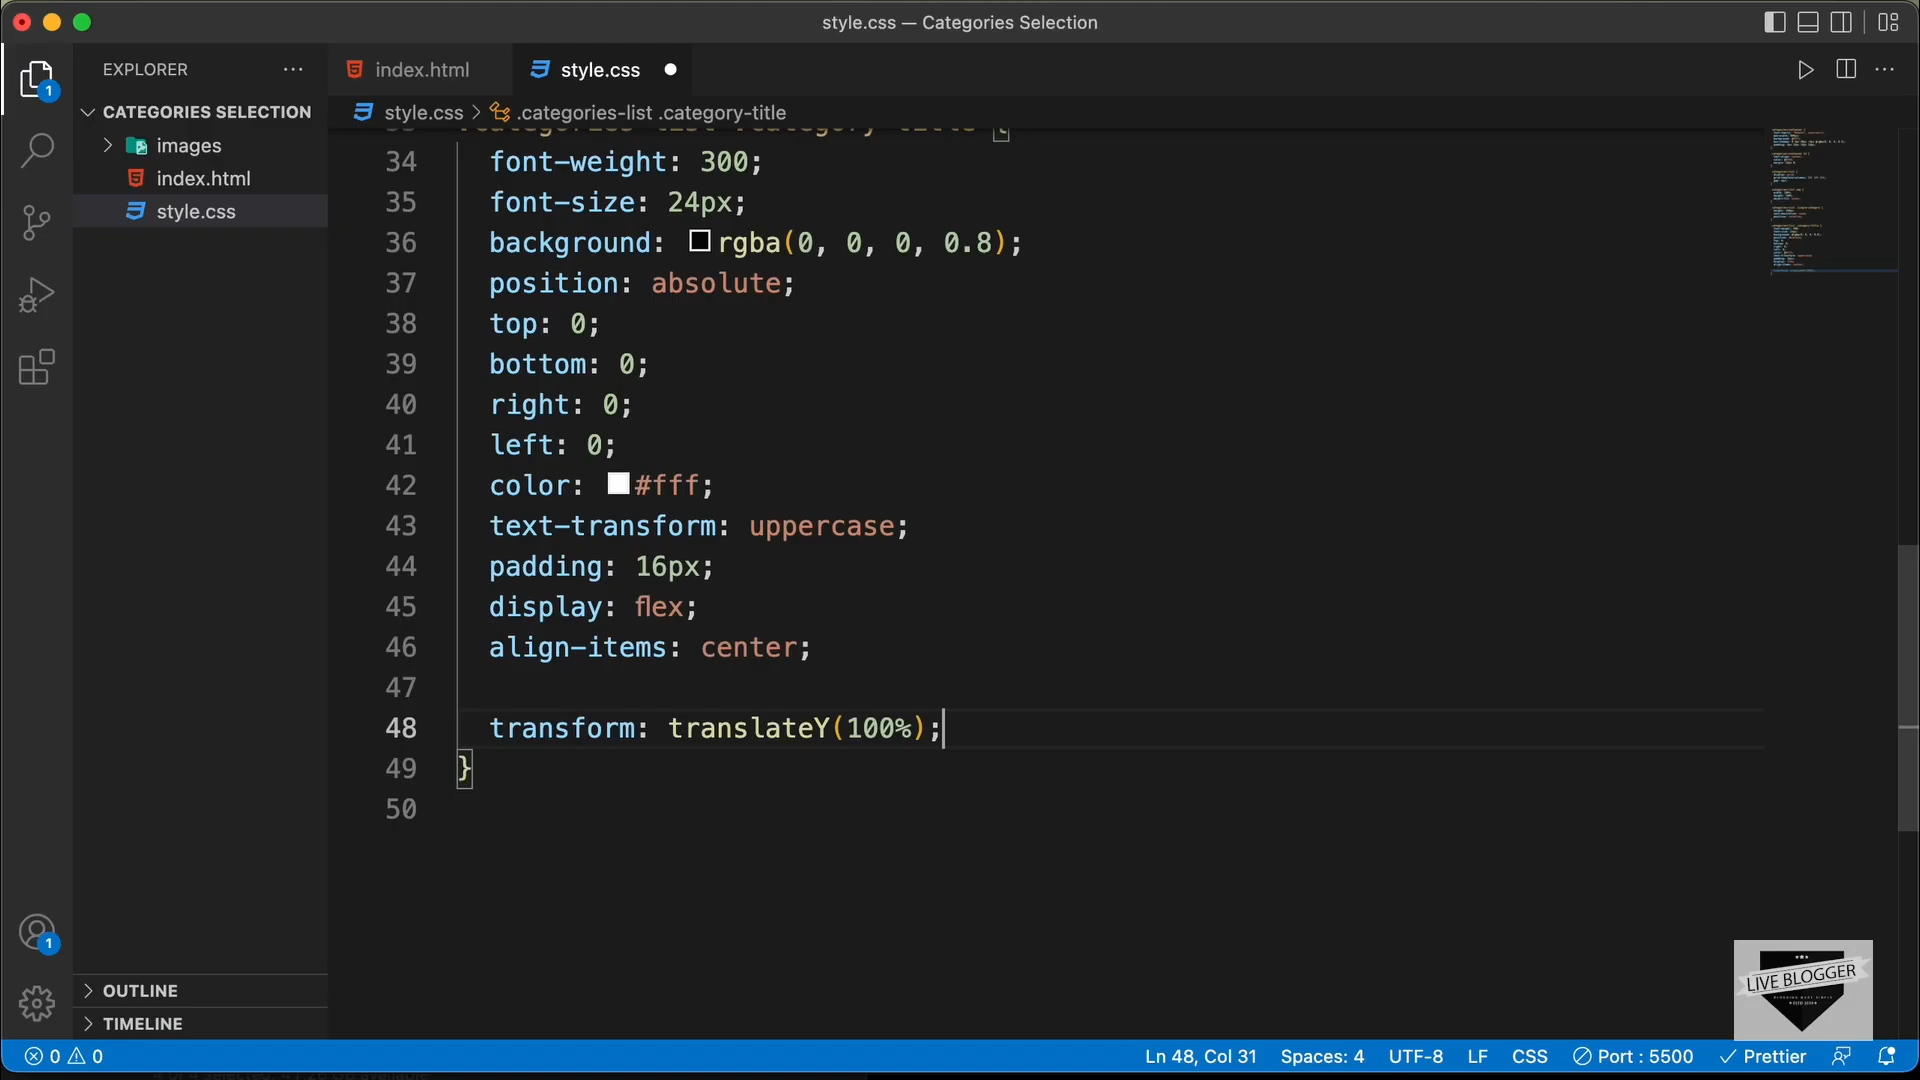 style.css — Categories Selection
EXPLORER
index.html
style.css
CATEGORIES SELECTION
style.css > .categories-list .category-title
images
index.html
style.css
34 font-weight: 300;
35 font-size: 24px;
36 background: rgba(0, 0, 0, 0.8);
37 position: absolute;
38 top: 0;
39 bottom: 0;
40 right: 0;
41 left: 0;
42 color: #fff;
43 text-transform: uppercase;
44 padding: 16px;
45 display: flex;
46 align-items: center;
47
48 transform: translateY(100%);
49 }
50
1
1
OUTLINE
TIMELINE
LIVE BLOGGER
0 0 Ln 48, Col 31 Spaces: 4 UTF-8 LF CSS Port : 5500 Prettier